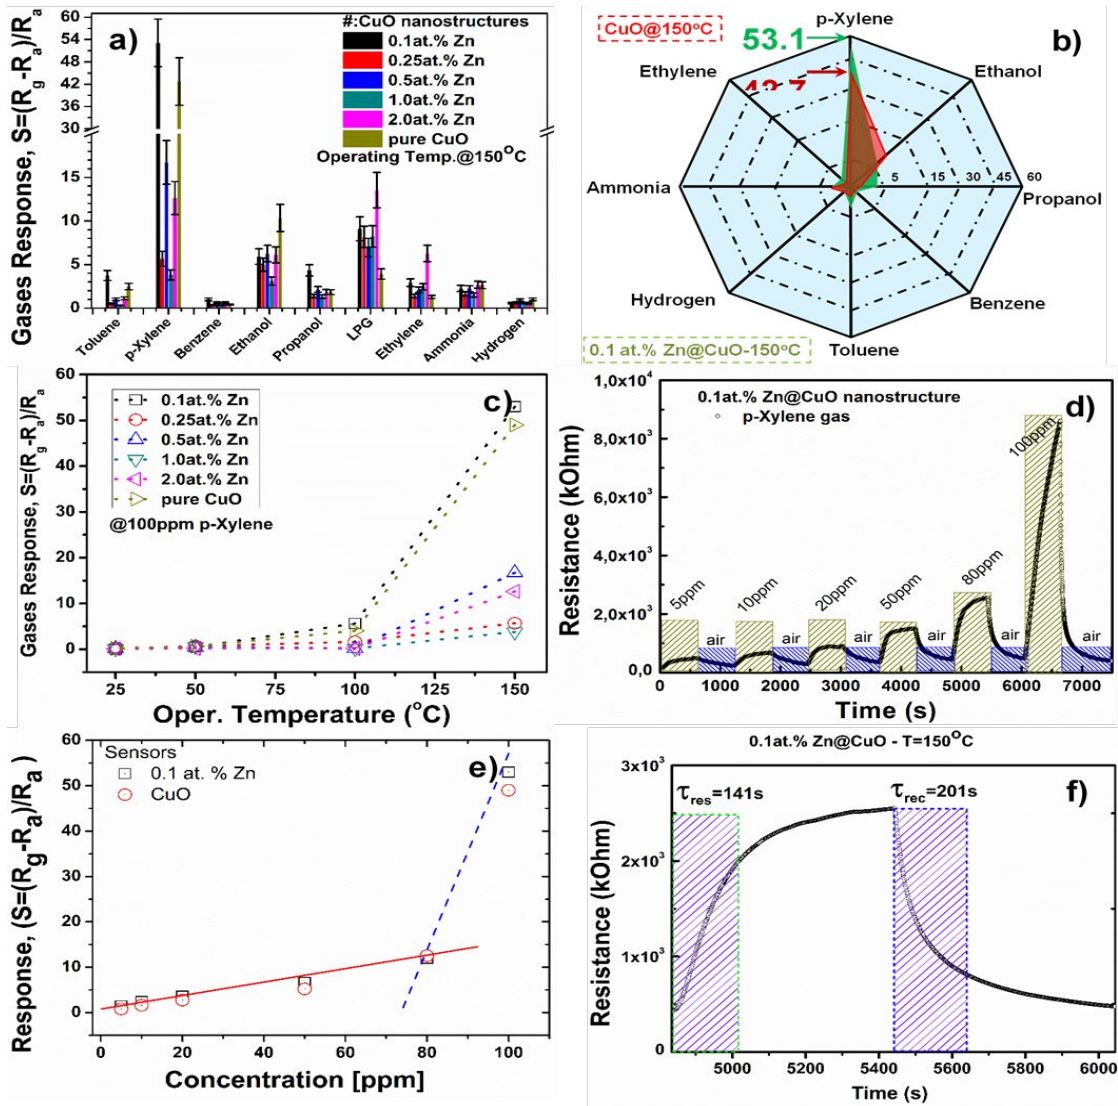 Gases Response, S=(Rg-Ra)/Ra
60
54
48
42
36
30
15
10
5
0
a)
#:CuO nanostructures
0.1at.% Zn
0.25at.% Zn
0.5at.% Zn
1.0at.% Zn
2.0at.% Zn
pure CuO
Operating Temp.@150oC
Toluene
p-Xylene
Benzene
Ethanol
Propanol
LPG
Ethylene
Ammonia
Hydrogen
b)
CuO@150oC
53.1
p-Xylene
Ethylene
Ethanol
Ammonia
5 15 30 45 60
Propanol
Hydrogen
Benzene
Toluene
0.1 at.% Zn@CuO-150oC
c)
Gases Response, S=(Rg-Ra)/Ra
60
50
40
30
20
10
0
0.1at.% Zn
0.25at.% Zn
0.5at.% Zn
1.0at.% Zn
2.0at.% Zn
pure CuO
@100ppm p-Xylene
25 50 100 150
Oper. Temperature (oC)
d)
Resistance (kOhm)
1,0x10⁴
8,0x10³
6,0x10³
4,0x10³
2,0x10³
0,0
0.1at.% Zn@CuO nanostructure
p-Xylene gas
5ppm
10ppm
20ppm
50ppm
80ppm
100ppm
air
air
air
air
air
air
0 1000 2000 3000 4000 5000 6000 7000
Time (s)
e)
Response, (S=(Rg-Ra)/Ra)
60
50
40
30
20
10
0
Sensors
0.1 at. % Zn
CuO
0 20 40 60 80 100
Concentration [ppm]
0.1at.% Zn@CuO - T=150oC
f)
Resistance (kOhm)
3x10³
2x10³
1x10³
0
τres=141s
τrec=201s
5000 5200 5400 5600 5800 6000
Time (s)